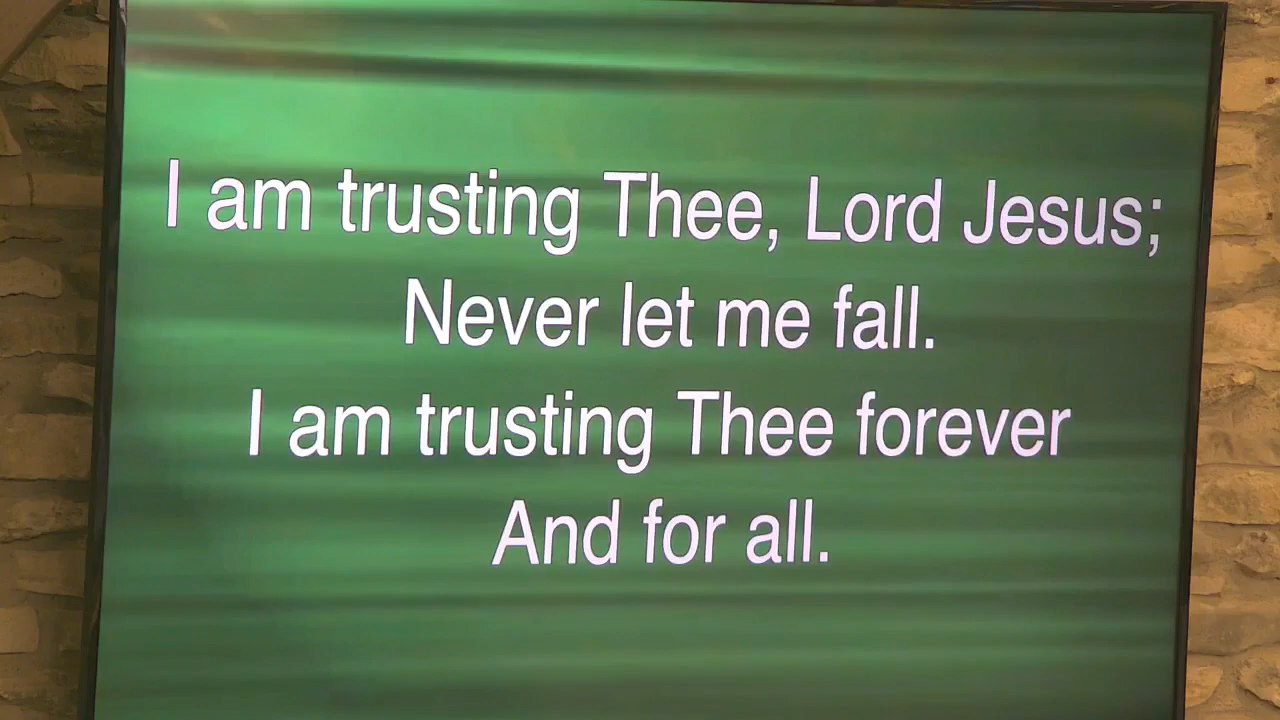 I am trusting Thee, Lord Jesus;
Never let me fall.
I am trusting Thee forever
And for all.